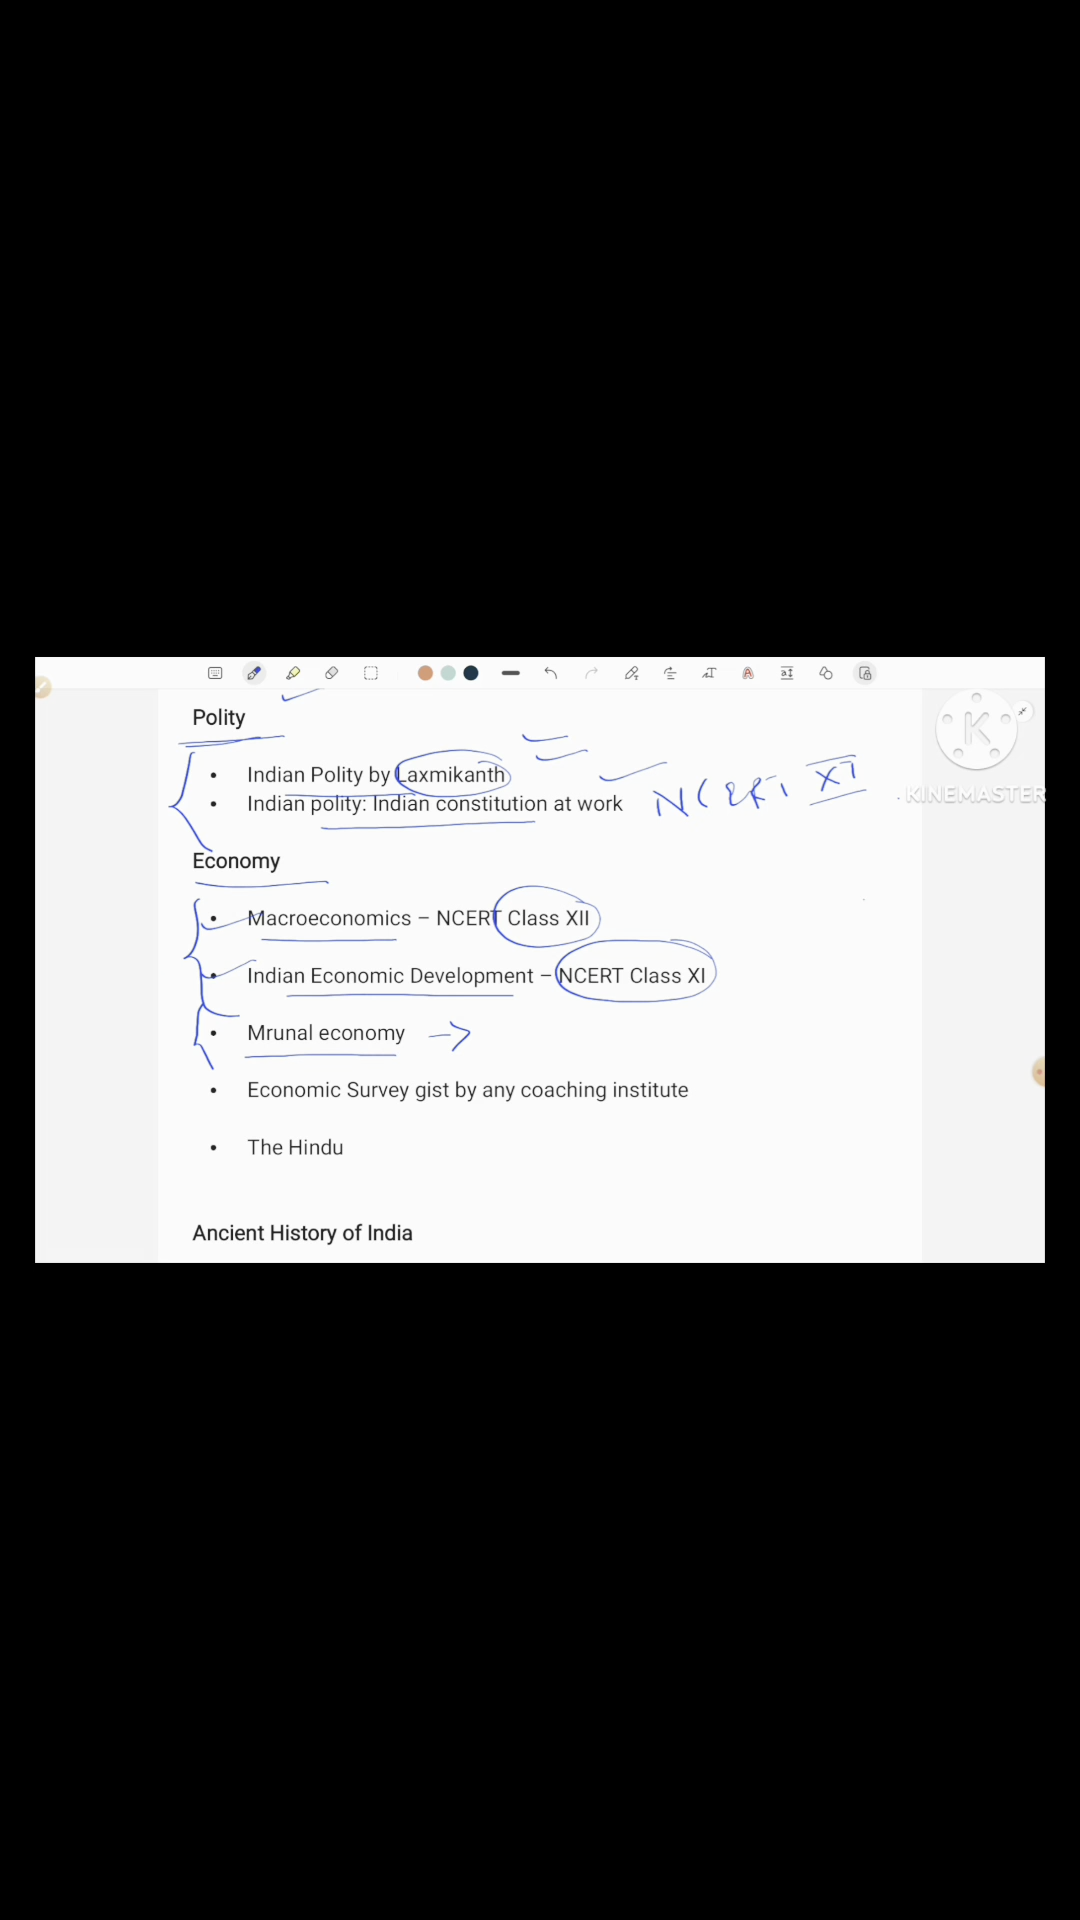 Polity
• Indian Polity by Laxmikanth
• Indian polity: Indian constitution at work NCERT XI
Economy
• Macroeconomics – NCERT Class XII
• Indian Economic Development – NCERT Class XI
• Mrunal economy →
• Economic Survey gist by any coaching institute
• The Hindu
Ancient History of India
K
KINEMASTER